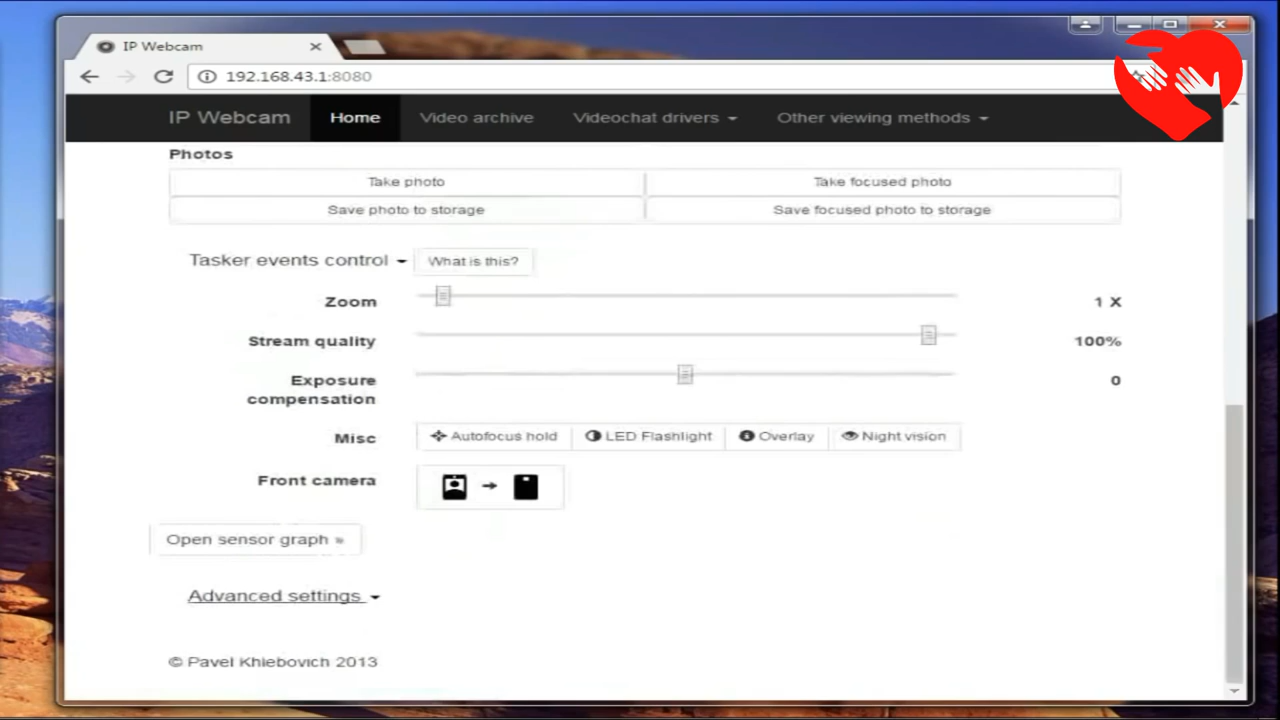 IP Webcam
192.168.43.1:8080
IP Webcam Home Video archive Videochat drivers Other viewing methods
Photos
Take photo Take focused photo
Save photo to storage Save focused photo to storage
Tasker events control What is this?
Zoom 1 X
Stream quality 100%
Exposure 0
compensation
Misc Autofocus hold LED Flashlight Overlay Night vision
Front camera
Open sensor graph »
Advanced settings
© Pavel Khlebovich 2013